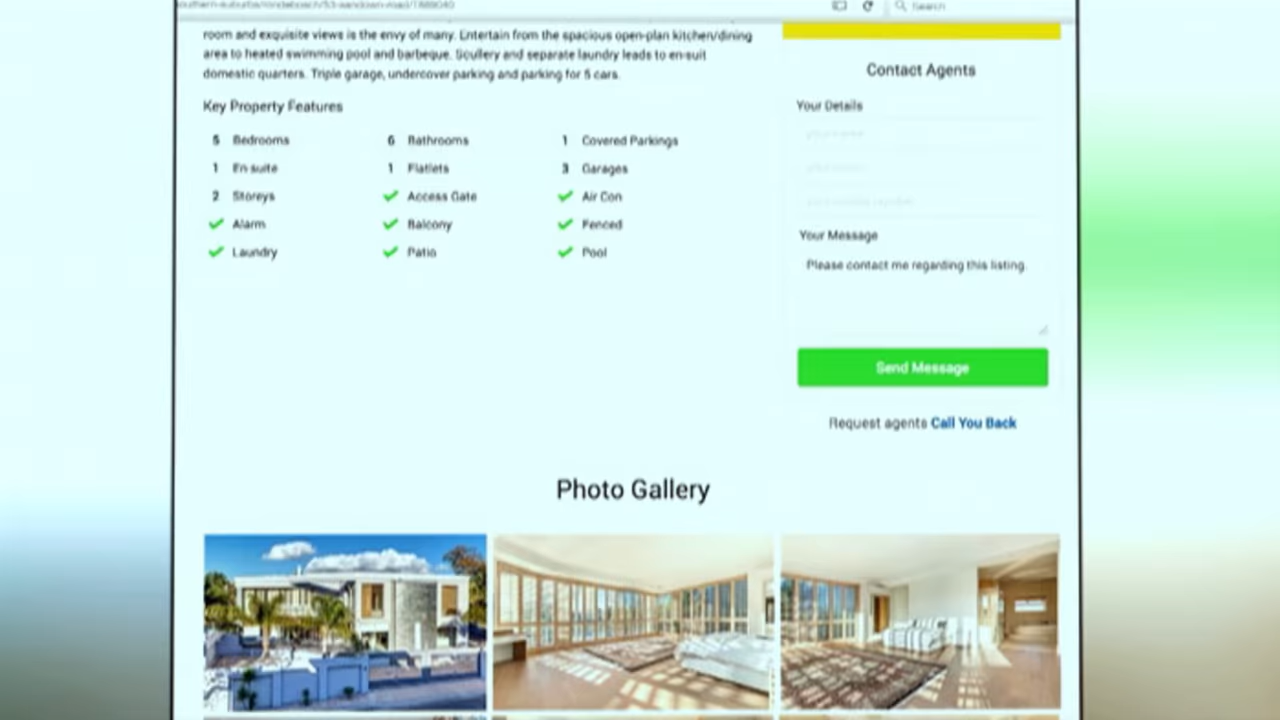 room and exquisite views is the envy of many. Entertain from the spacious open-plan kitchen/dining
area to heated swimming pool and barbeque. Scullery and separate laundry leads to en-suit
domestic quarters. Triple garage, undercover parking and parking for 5 cars.
Key Property Features
5 Bedrooms
6 Bathrooms
1 Covered Parkings
1 En suite
1 Flatlets
3 Garages
2 Storeys
Access Gate
Air Con
Alarm
Balcony
Fenced
Laundry
Patio
Pool
Search
Contact Agents
Your Details
Your Message
Please contact me regarding this listing.
Send Message
Request agents Call You Back
Photo Gallery